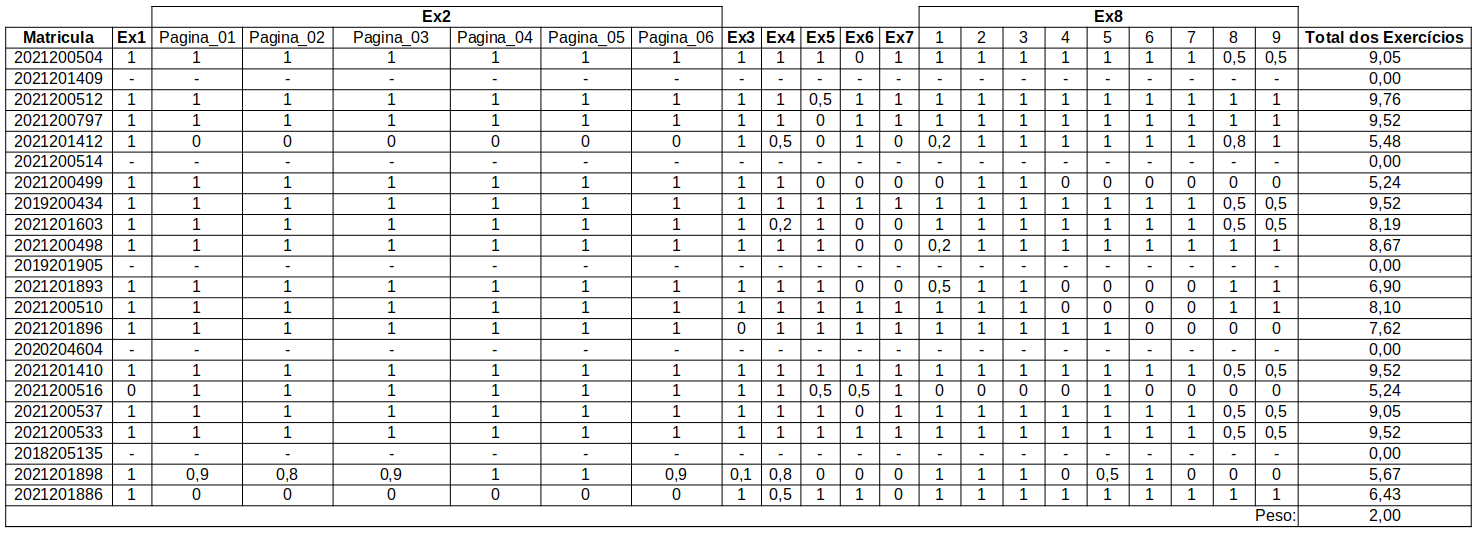 Ex2 Ex8
Matricula Ex1 Pagina_01 Pagina_02 Pagina_03 Pagina_04 Pagina_05 Pagina_06 Ex3 Ex4 Ex5 Ex6 Ex7 1 2 3 4 5 6 7 8 9 Total dos Exercícios
2021200504 1 1 1 1 1 1 1 1 1 1 0 1 1 1 1 1 1 1 1 0,5 0,5 9,05
2021201409 - - - - - - - - - - - - - - - - - - - - - 0,00
2021200512 1 1 1 1 1 1 1 1 1 0,5 1 1 1 1 1 1 1 1 1 1 1 9,76
2021200797 1 1 1 1 1 1 1 1 1 0 1 1 1 1 1 1 1 1 1 1 1 9,52
2021201412 1 0 0 0 0 0 0 1 0,5 0 1 0 0,2 1 1 1 1 1 1 0,8 1 5,48
2021200514 - - - - - - - - - - - - - - - - - - - - - 0,00
2021200499 1 1 1 1 1 1 1 1 1 0 0 0 0 1 1 0 0 0 0 0 0 5,24
2019200434 1 1 1 1 1 1 1 1 1 1 1 1 1 1 1 1 1 1 1 0,5 0,5 9,52
2021201603 1 1 1 1 1 1 1 1 0,2 1 0 0 1 1 1 1 1 1 1 0,5 0,5 8,19
2021200498 1 1 1 1 1 1 1 1 1 1 0 0 0,2 1 1 1 1 1 1 1 1 8,67
2019201905 - - - - - - - - - - - - - - - - - - - - - 0,00
2021201893 1 1 1 1 1 1 1 1 1 1 0 0 0,5 1 1 0 0 0 0 1 1 6,90
2021200510 1 1 1 1 1 1 1 1 1 1 1 1 1 1 1 0 0 0 0 1 1 8,10
2021201896 1 1 1 1 1 1 1 0 1 1 1 1 1 1 1 1 1 0 0 0 0 7,62
2020204604 - - - - - - - - - - - - - - - - - - - - - 0,00
2021201410 1 1 1 1 1 1 1 1 1 1 1 1 1 1 1 1 1 1 1 0,5 0,5 9,52
2021200516 0 1 1 1 1 1 1 1 1 0,5 0,5 1 0 0 0 0 1 0 0 0 0 5,24
2021200537 1 1 1 1 1 1 1 1 1 1 0 1 1 1 1 1 1 1 1 0,5 0,5 9,05
2021200533 1 1 1 1 1 1 1 1 1 1 1 1 1 1 1 1 1 1 1 0,5 0,5 9,52
2018205135 - - - - - - - - - - - - - - - - - - - - - 0,00
2021201898 1 0,9 0,8 0,9 1 1 0,9 0,1 0,8 0 0 0 1 1 1 0 0,5 1 0 0 0 5,67
2021201886 1 0 0 0 0 0 0 1 0,5 1 1 0 1 1 1 1 1 1 1 1 1 6,43
Peso: 2,00